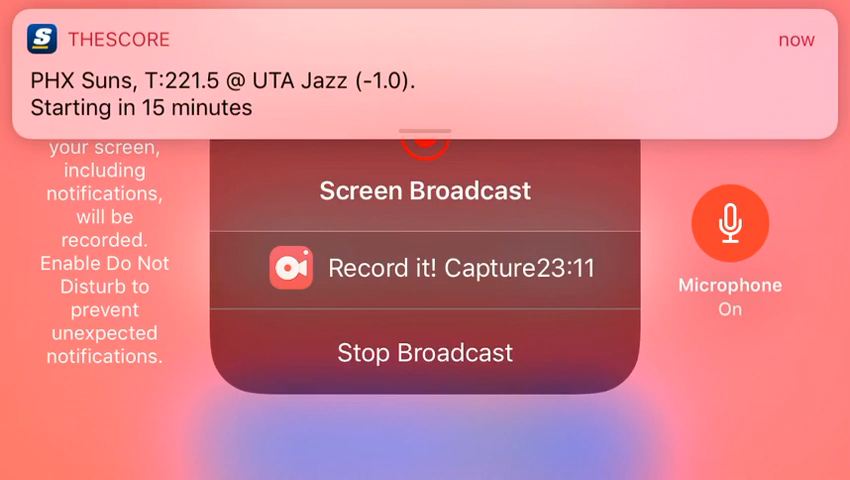 THESCORE
now
PHX Suns, T:221.5 @ UTA Jazz (-1.0).
Starting in 15 minutes
your screen,
including
notifications,
will be
recorded.
Enable Do Not
Disturb to
prevent
unexpected
notifications.
Screen Broadcast
Record it! Capture23:11
Stop Broadcast
Microphone
On